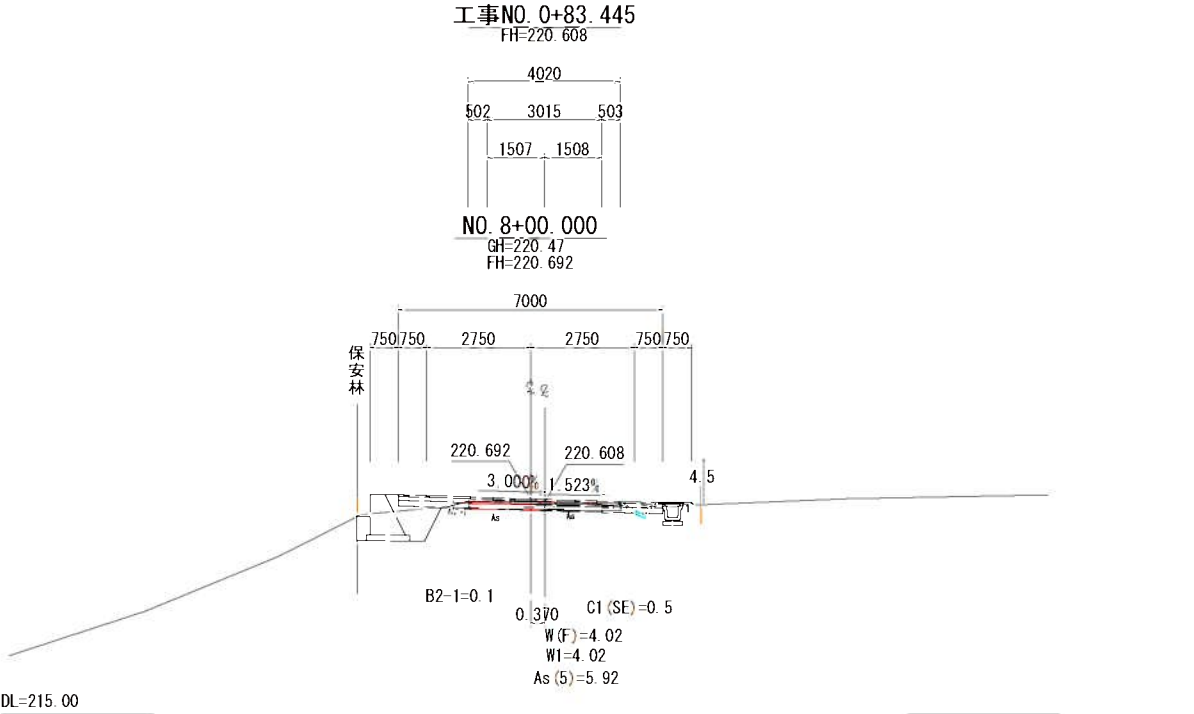 工事NO. 0+83. 445
FH=220. 608
4020
502 3015 503
1507 1508
NO. 8+00. 000
GH=220. 47
FH=220. 692
7000
750 750 2750 2750 750 750
保安林
220. 692 220. 608
3. 000% 1. 523%
4. 5
As
B2-1=0. 1
0. 370 C1(SE)=0. 5
W(F)=4. 02
W1=4. 02
As(5)=5. 92
DL=215. 00